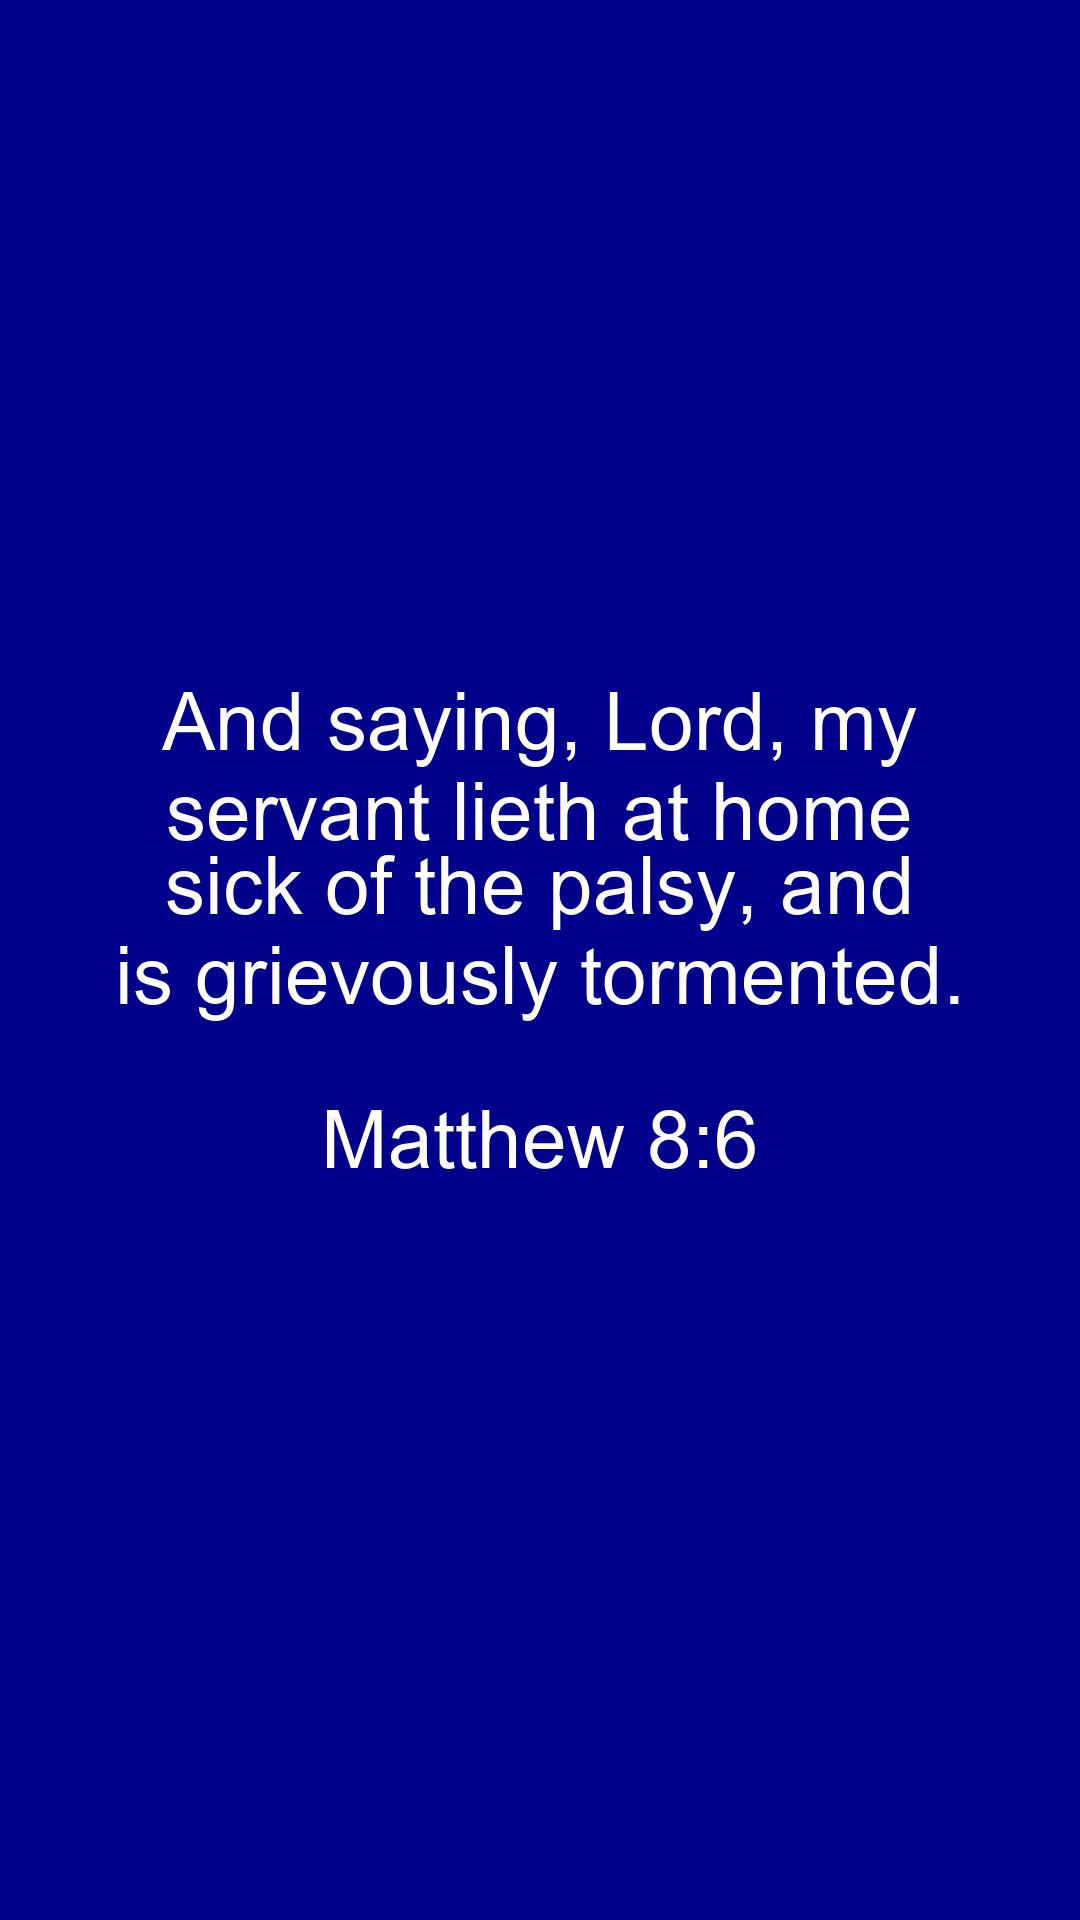 And saying, Lord, my
servant lieth at home
sick of the palsy, and
is grievously tormented.
Matthew 8:6